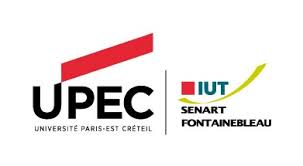 UPEC
UNIVERSITÉ PARIS-EST CRÉTEIL
IUT
SENART
FONTAINEBLEAU